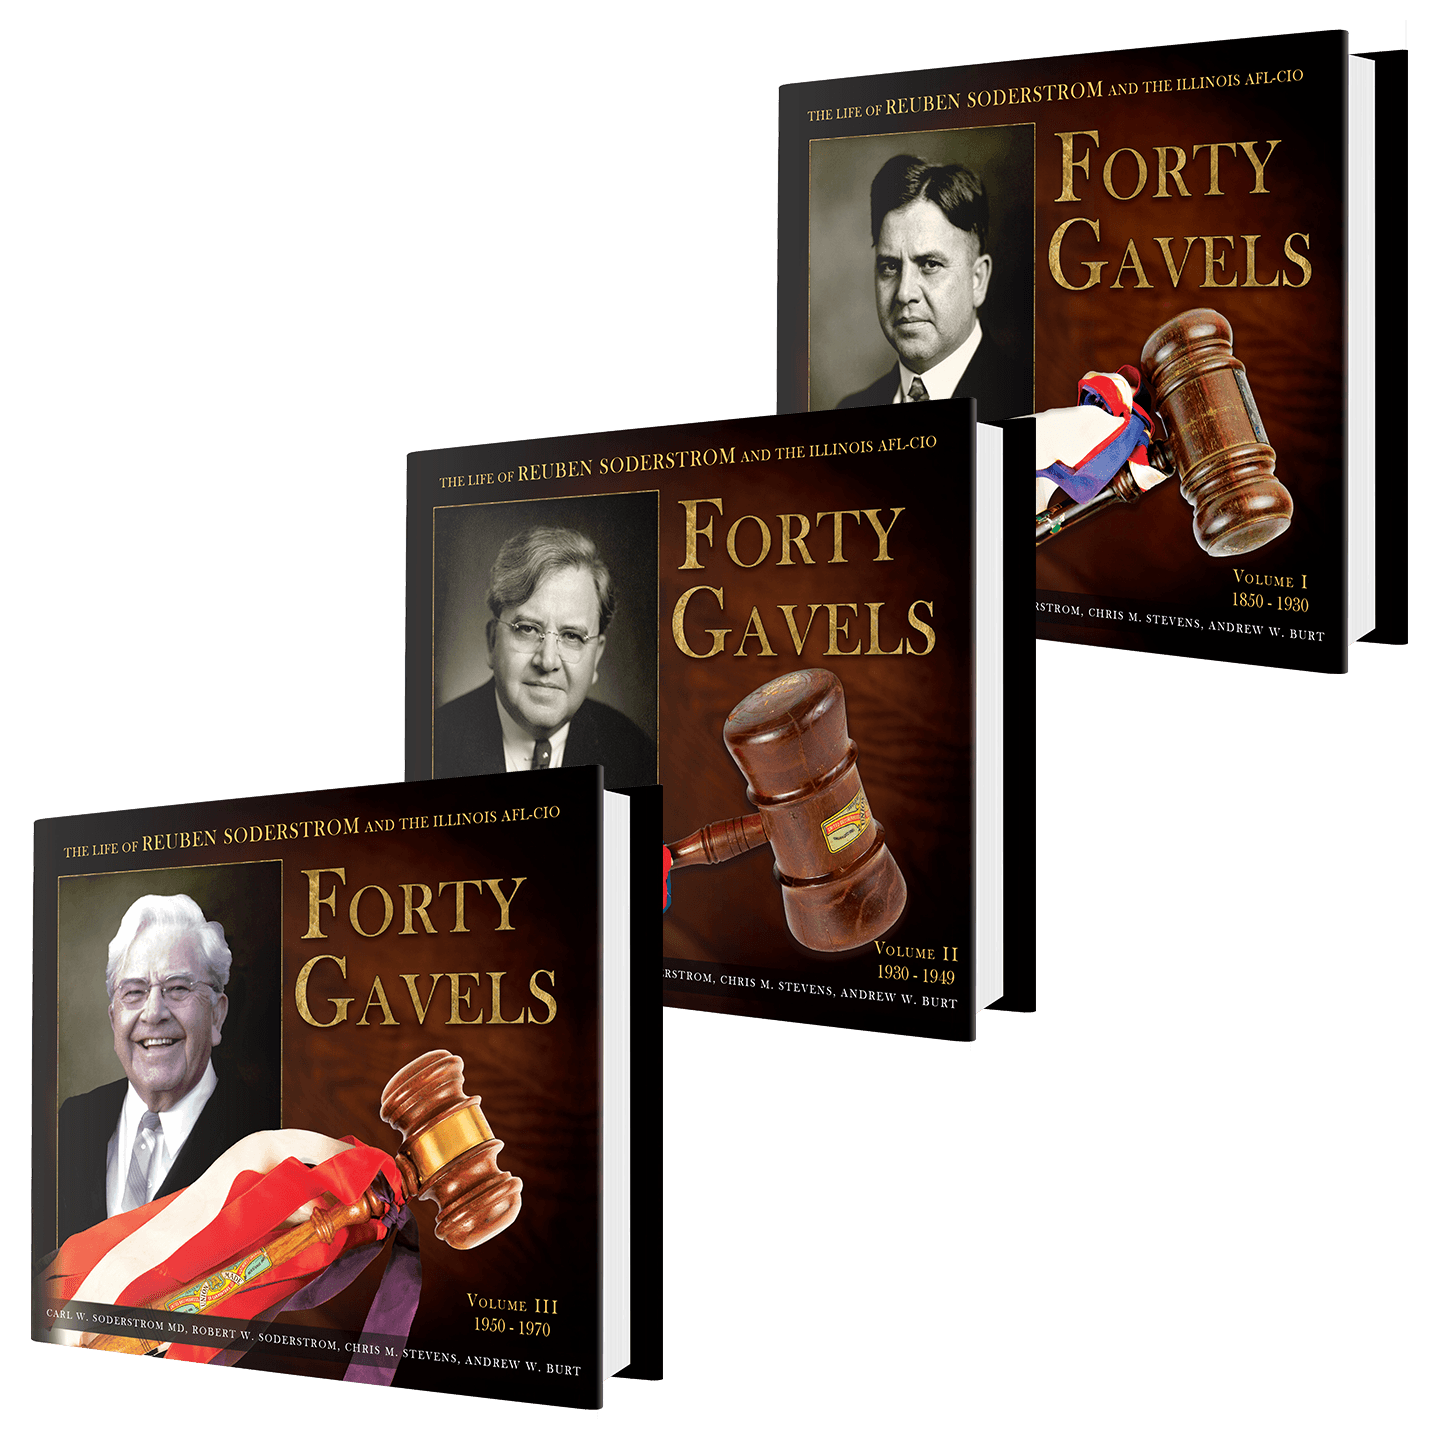 THE LIFE OF REUBEN SODERSTROM AND THE ILLINOIS AFL-CIO
FORTY
GAVELS
VOLUME I
1850 - 1930
CHRIS M. STEVENS, ANDREW W. BURT
THE LIFE OF REUBEN SODERSTROM AND THE ILLINOIS AFL-CIO
FORTY
GAVELS
VOLUME II
1930 - 1949
CHRIS M. STEVENS, ANDREW W. BURT
THE LIFE OF REUBEN SODERSTROM AND THE ILLINOIS AFL-CIO
FORTY
GAVELS
UNION MADE
VOLUME III
1950 - 1970
CARL W. SODERSTROM MD, ROBERT W. SODERSTROM, CHRIS M. STEVENS, ANDREW W. BURT